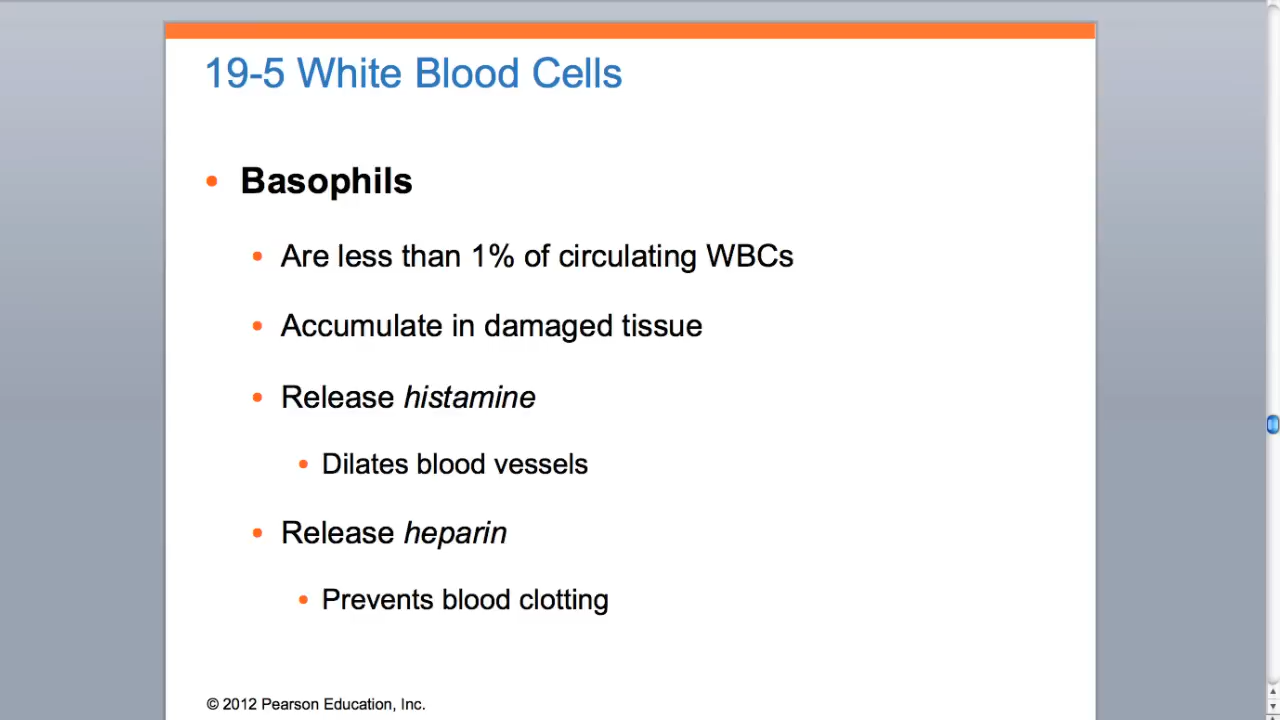 19-5 White Blood Cells
• Basophils
• Are less than 1% of circulating WBCs
• Accumulate in damaged tissue
• Release histamine
• Dilates blood vessels
• Release heparin
• Prevents blood clotting
© 2012 Pearson Education, Inc.